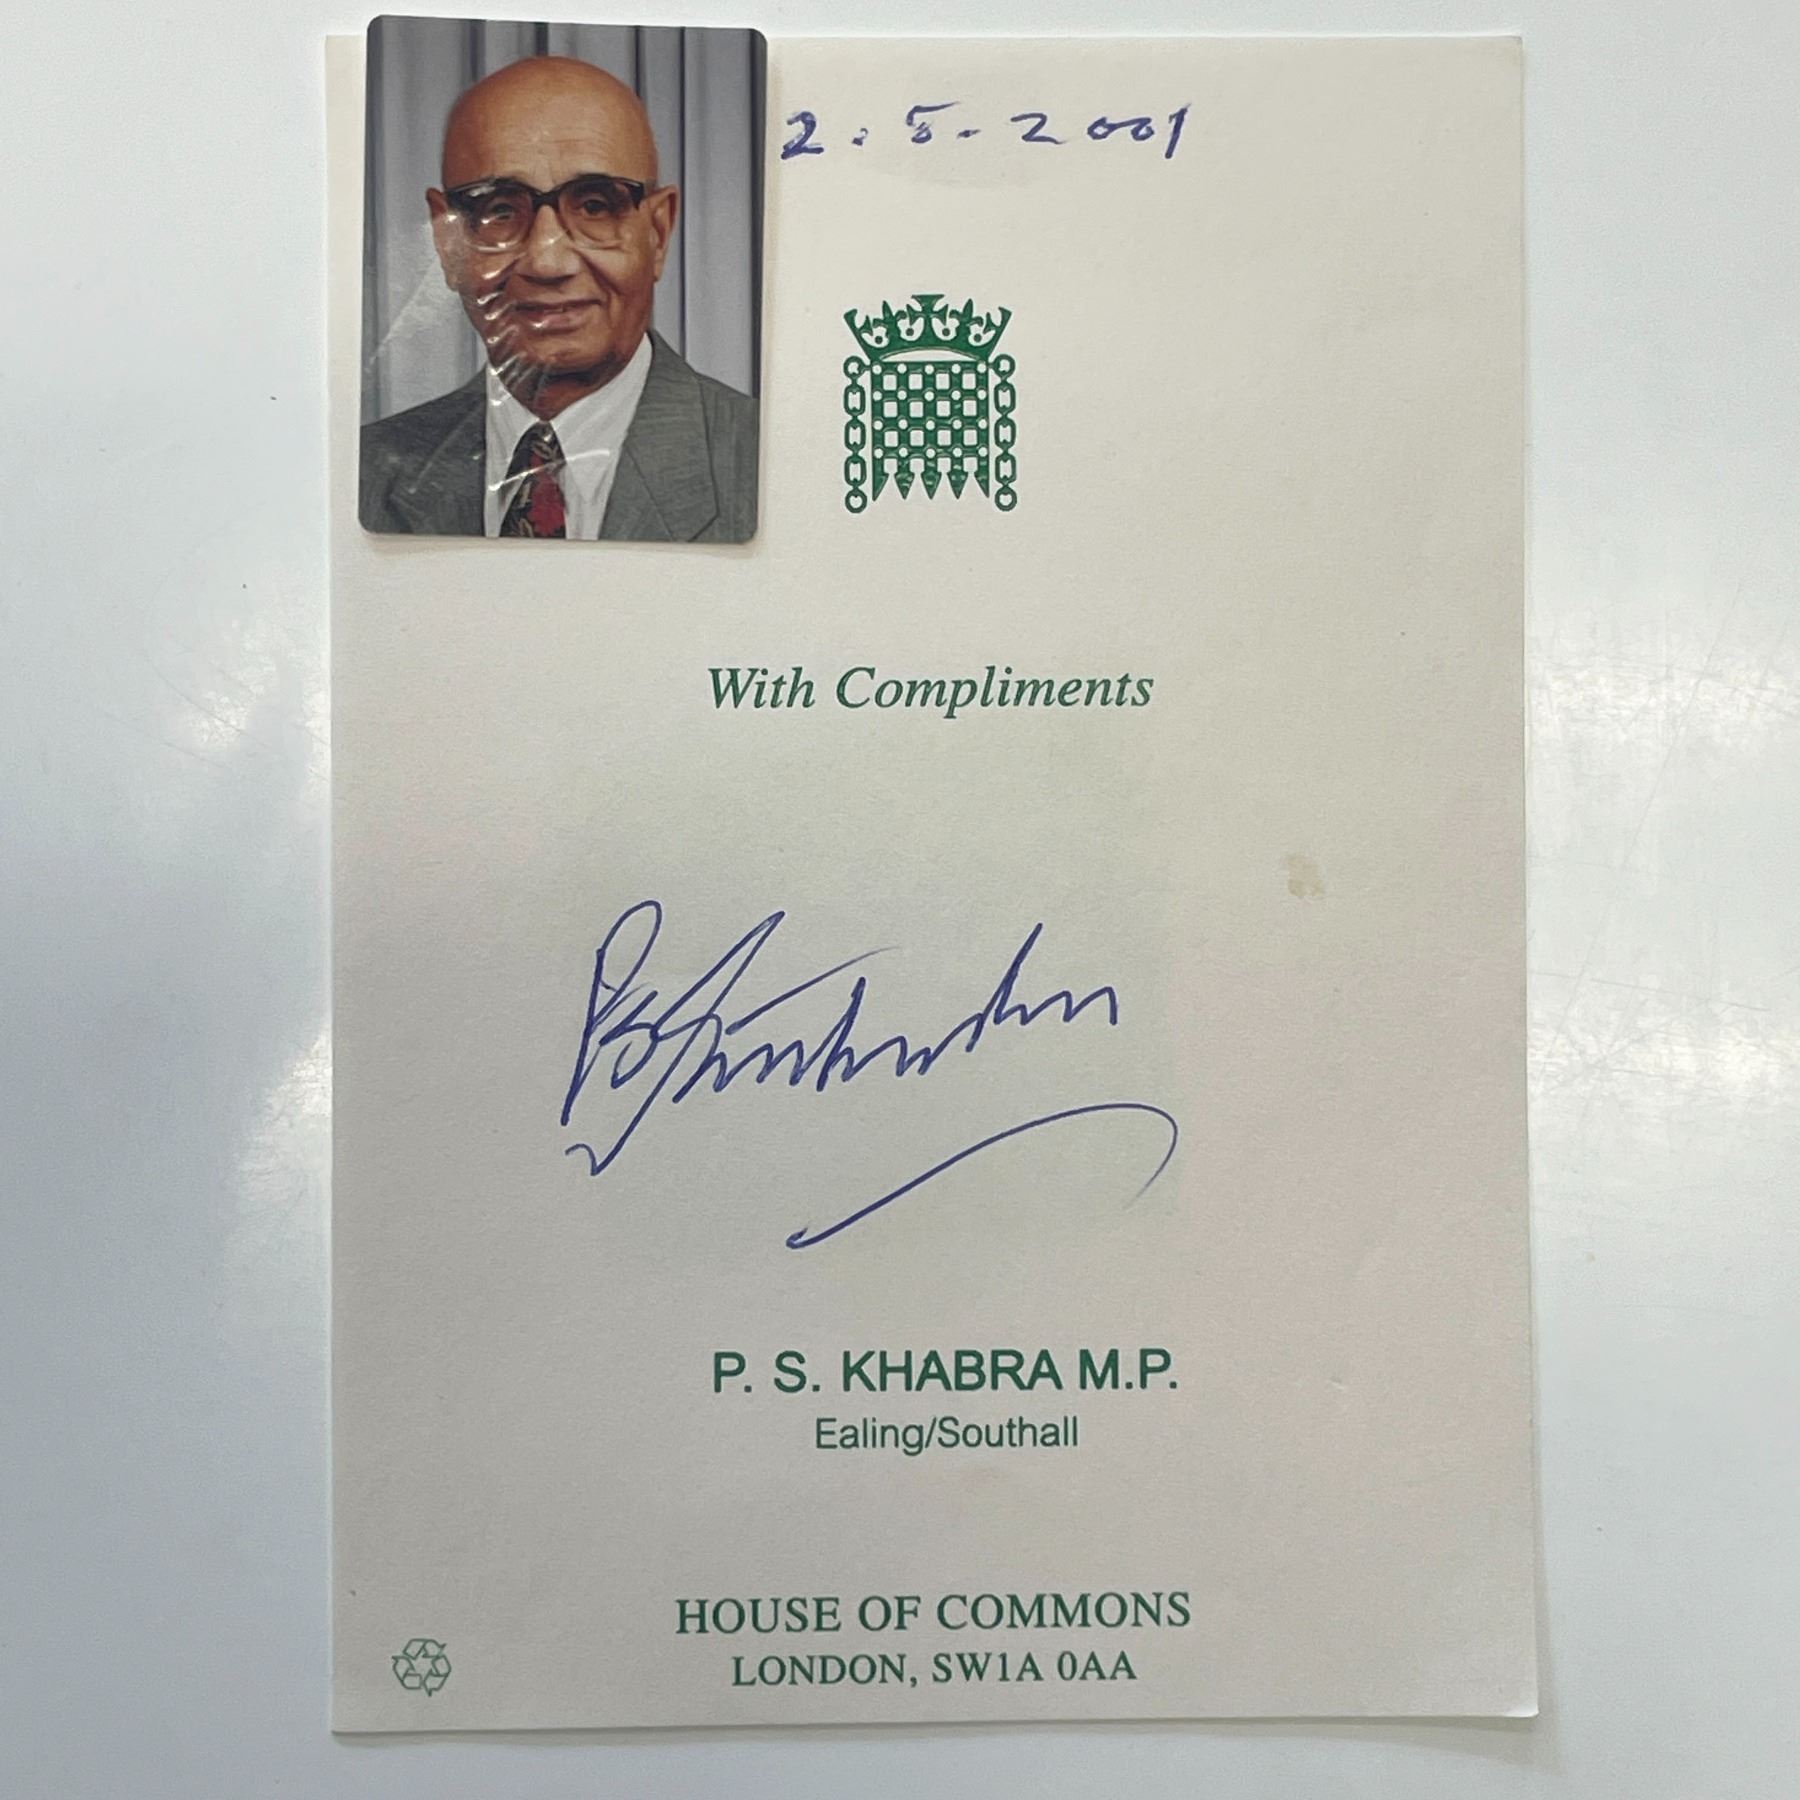 2.5.2001
With Compliments
P. S. KHABRA M.P.
Ealing/Southall
HOUSE OF COMMONS
LONDON, SW1A 0AA